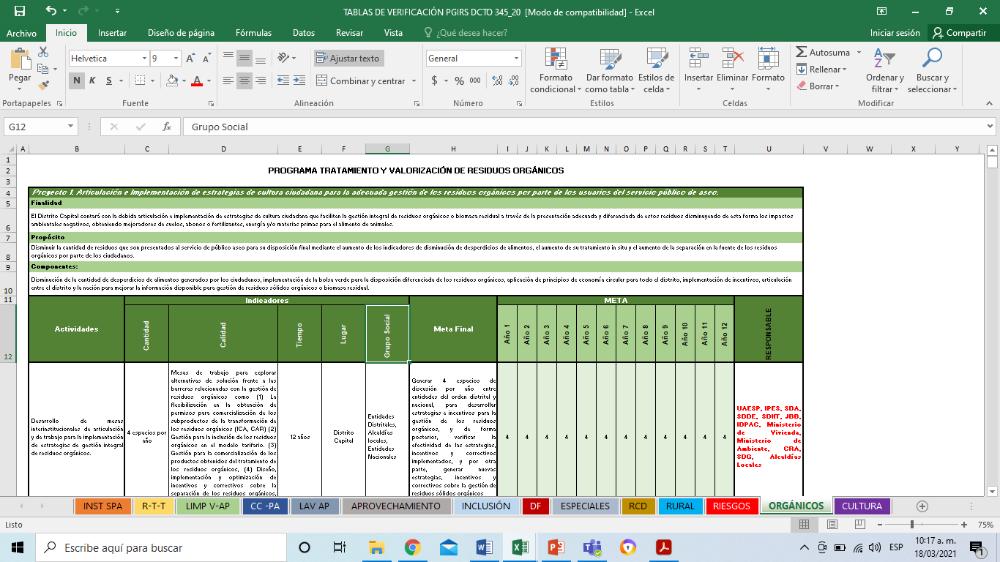 TABLAS DE VERIFICACIÓN PGIRS DCTO 345_20 [Modo de compatibilidad] - Excel
Archivo Inicio Insertar Diseño de página Fórmulas Datos Revisar Vista ¿Qué desea hacer? Iniciar sesión Compartir
Pegar
Helvetica 9
N K S
Ajustar texto
Combinar y centrar
General
$ % 000
Formato condicional
Dar formato como tabla
Estilos de celda
Insertar Eliminar Formato
Autosuma
Rellenar
Borrar
Ordenar y filtrar
Buscar y seleccionar
Portapapeles Fuente Alineación Número Estilos Celdas Modificar
G12 fx Grupo Social
A B C D E F G H I J K L M N O P Q R S T U V W X Y
1
2 PROGRAMA TRATAMIENTO Y VALORIZACIÓN DE RESIDUOS ORGÁNICOS
3
4 Proyecto 1. Articulación e Implementación de estrategias de cultura ciudadana para la adecuada gestión de los residuos orgánicos por parte de los usuarios del servicio público de aseo.
5 Finalidad
El Distrito Capital contará con la debida articulación e implementación de estrategias de cultura ciudadana que faciliten la gestión integral de residuos orgánicos o biomasa residual a través de la presentación adecuada y diferenciada de estos residuos disminuyendo de esta forma los impactos
6 ambientales negativos, obteniendo mejoradores de suelos, abonos o fertilizantes, energía y/o materias primas para el alimento de animales.
7 Propósito
Disminuir la cantidad de residuos que son presentados al servicio de público aseo para su disposición final mediante el aumento de los indicadores de disminución de desperdicios de alimentos, el aumento de su tratamiento in situ y el aumento de la separación en la fuente de los residuos
8 orgánicos por parte de los ciudadanos.
9 Componentes:
Disminución de la cantidad de desperdicios de alimentos generados por los ciudadanos, implementación de la bolsa verde para la disposición diferenciada de los residuos orgánicos, aplicación de principios de economía circular para todo el distrito, implementación de incentivos, articulación
10 entre el distrito y la nación para mejorar la información disponible para gestión de residuos sólidos orgánicos o biomasa residual.
11 Indicadores META
12 Actividades Cantidad Calidad Tiempo Lugar Grupo Social Meta Final Año 1 Año 2 Año 3 Año 4 Año 5 Año 6 Año 7 Año 8 Año 9 Año 10 Año 11 Año 12 RESPONSABLE
Desarrollo de mesas
interinstitucionales de articulación
y de trabajo para la implementación
de estrategias de gestión integral
de residuos orgánicos.
4 espacios por
año
Mesas de trabajo para explorar
alternativas de solución frente a las
barreras relacionadas con la gestión de
residuos orgánicos como (1) La
flexibilización en la obtención de
permisos para comercialización de los
subproductos de la transformación de
los residuos orgánicos (ICA, CAR) (2)
Gestión para la inclusión de los residuos
orgánicos en el modelo tarifario. (3)
Gestión para la comercialización de los
productos obtenidos del tratamiento de
los residuos orgánicos, (4) Diseño,
implementación y optimización de
incentivos y correctivos sobre la
separación de los residuos orgánicos,
12 años
Distrito
Capital
Entidades
Distritales,
Alcaldías
locales,
Entidades
Nacionales
Generar 4 espacios de
discusión por año entre
entidades del orden distrital y
nacional, para desarrollar
estrategias e incentivos para la
gestión de los residuos
orgánicos, y de forma
posterior, verificar la
efectividad de las estrategias,
incentivos y correctivos
implementados, y por otra
parte, generar nuevas
estrategias, incentivos y
correctivos sobre la gestión de
residuos sólidos orgánicos
4 4 4 4 4 4 4 4 4 4 4 4
UAESP, IPES, SDA,
SDDE, SDHT, JBB,
IDPAC, Ministerio
de Vivienda,
Ministerio de
Ambiente, CRA,
SDG, Alcaldías
Locales
INST SPA R-T-T LIMP V-AP CC -PA LAV AP APROVECHAMIENTO INCLUSIÓN DF ESPECIALES RCD RURAL RIESGOS ORGÁNICOS CULTURA
Listo 75%
Escribe aquí para buscar ESP 10:17 a. m.
18/03/2021 1